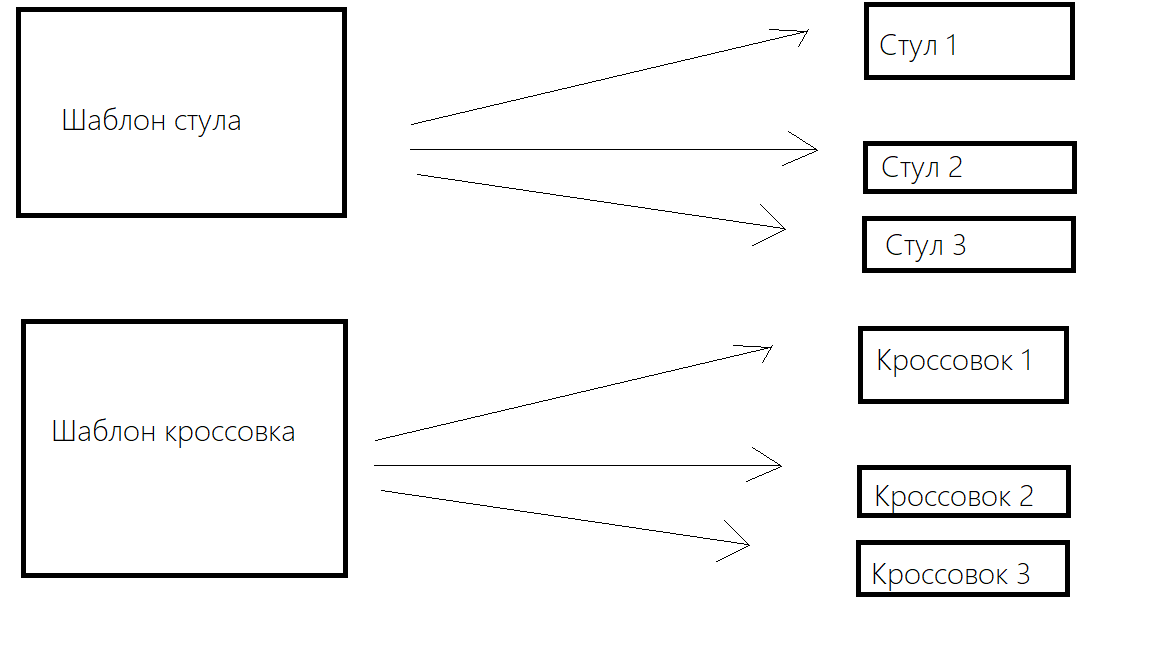 Шаблон стула
Стул 1
Стул 2
Стул 3
Шаблон кроссовка
Кроссовок 1
Кроссовок 2
Кроссовок 3